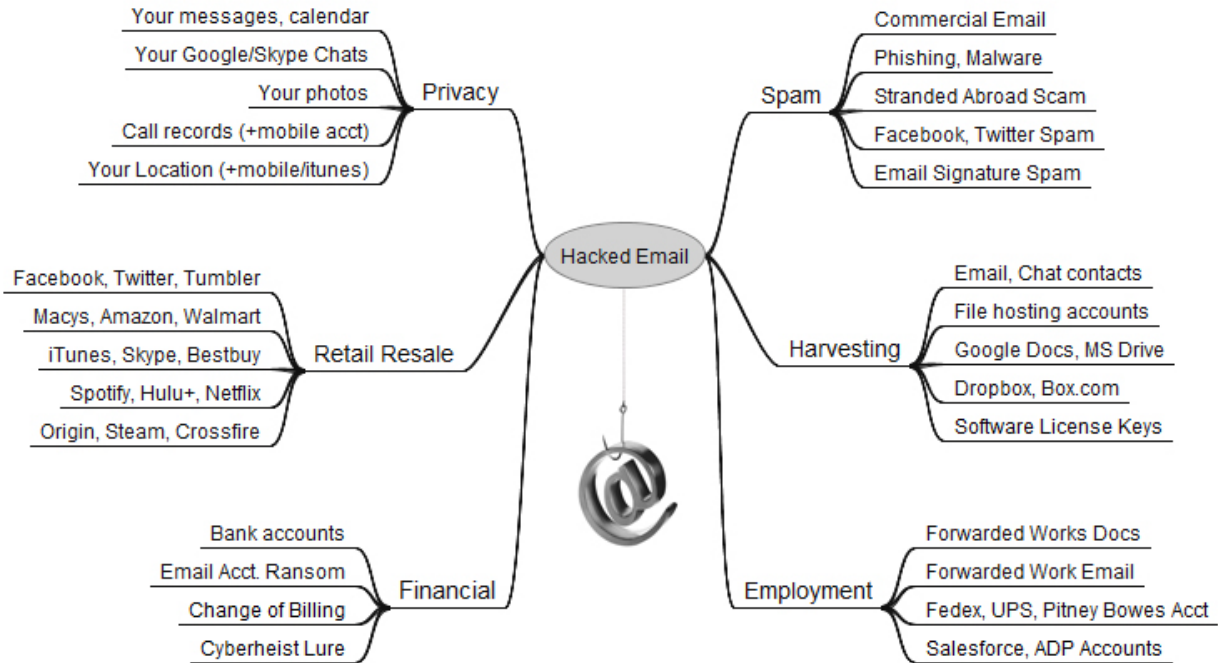 Hacked Email
Privacy
Your messages, calendar
Your Google/Skype Chats
Your photos
Call records (+mobile acct)
Your Location (+mobile/itunes)
Retail Resale
Facebook, Twitter, Tumbler
Macys, Amazon, Walmart
iTunes, Skype, Bestbuy
Spotify, Hulu+, Netflix
Origin, Steam, Crossfire
Financial
Bank accounts
Email Acct. Ransom
Change of Billing
Cyberheist Lure
Spam
Commercial Email
Phishing, Malware
Stranded Abroad Scam
Facebook, Twitter Spam
Email Signature Spam
Harvesting
Email, Chat contacts
File hosting accounts
Google Docs, MS Drive
Dropbox, Box.com
Software License Keys
Employment
Forwarded Works Docs
Forwarded Work Email
Fedex, UPS, Pitney Bowes Acct
Salesforce, ADP Accounts
@